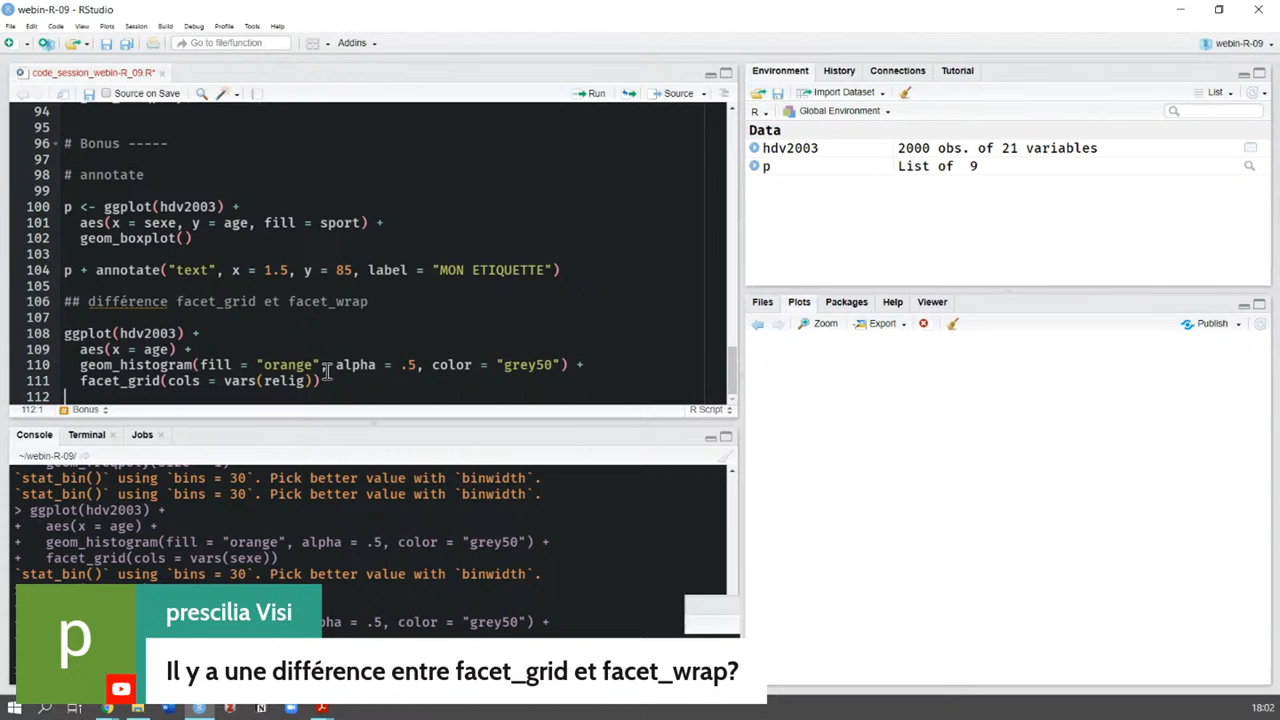 webin-R-09 - RStudio
File Edit Code View Plots Session Build Debug Profile Tools Help
Go to file/function Addins webin-R-09
code_session_webin-R_09.R*
Source on Save Run Source
94
95
96 # Bonus -----
97
98 # annotate
99
100 p <- ggplot(hdv2003) +
101 aes(x = sexe, y = age, fill = sport) +
102 geom_boxplot()
103
104 p + annotate("text", x = 1.5, y = 85, label = "MON ETIQUETTE")
105
106 ## différence facet_grid et facet_wrap
107
108 ggplot(hdv2003) +
109 aes(x = age) +
110 geom_histogram(fill = "orange", alpha = .5, color = "grey50") +
111 facet_grid(cols = vars(relig))
112
112:1 Bonus R Script
Console Terminal Jobs
~/webin-R-09/
`stat_bin()` using `bins = 30`. Pick better value with `binwidth`.
`stat_bin()` using `bins = 30`. Pick better value with `binwidth`.
> ggplot(hdv2003) +
+ aes(x = age) +
+ geom_histogram(fill = "orange", alpha = .5, color = "grey50") +
+ facet_grid(cols = vars(sexe))
`stat_bin()` using `bins = 30`. Pick better value with `binwidth`.
pha = .5, color = "grey50") +
Environment History Connections Tutorial
Import Dataset List
R Global Environment
Data
hdv2003 2000 obs. of 21 variables
p List of 9
Files Plots Packages Help Viewer
Zoom Export Publish
p
prescilia Visi
Il y a une différence entre facet_grid et facet_wrap?
18:02